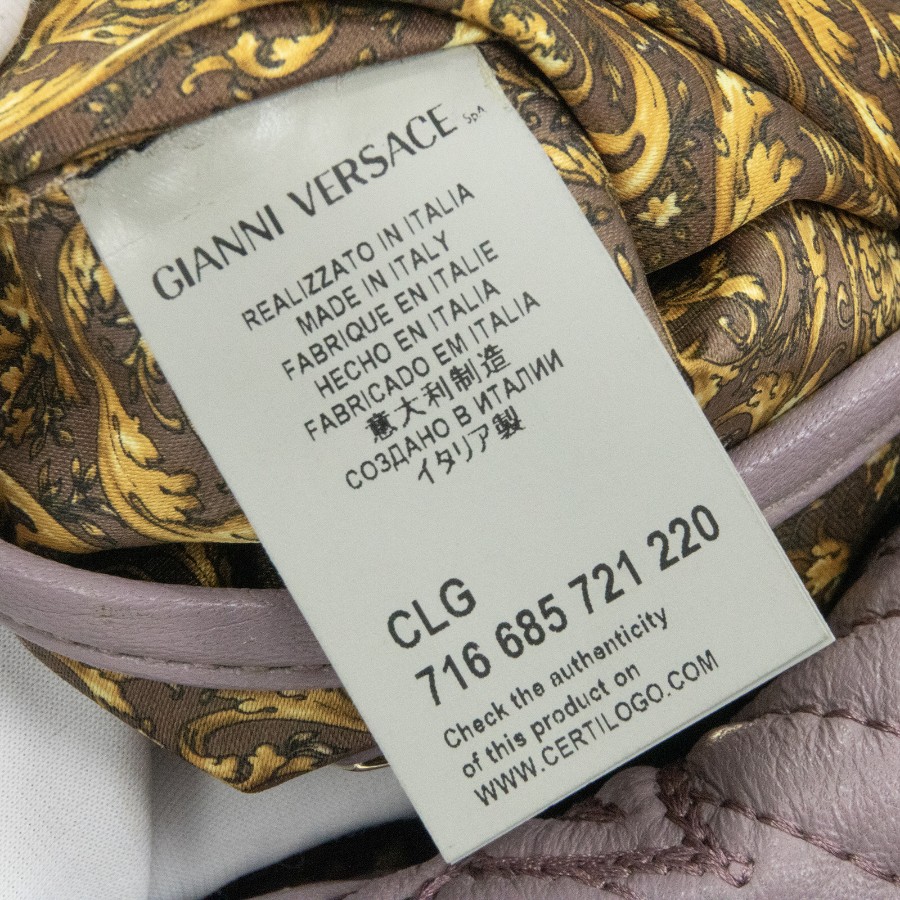 GIANNI VERSACE SpA
REALIZZATO IN ITALIA
MADE IN ITALY
FABRIQUE EN ITALIE
HECHO EN ITALIA
FABRICADO EM ITALIA
意大利制造
СОЗДАНО В ИТАЛИИ
イタリア製
CLG
716 685 721 220
Check the authenticity
of this product on
WWW.CERTILOGO.COM